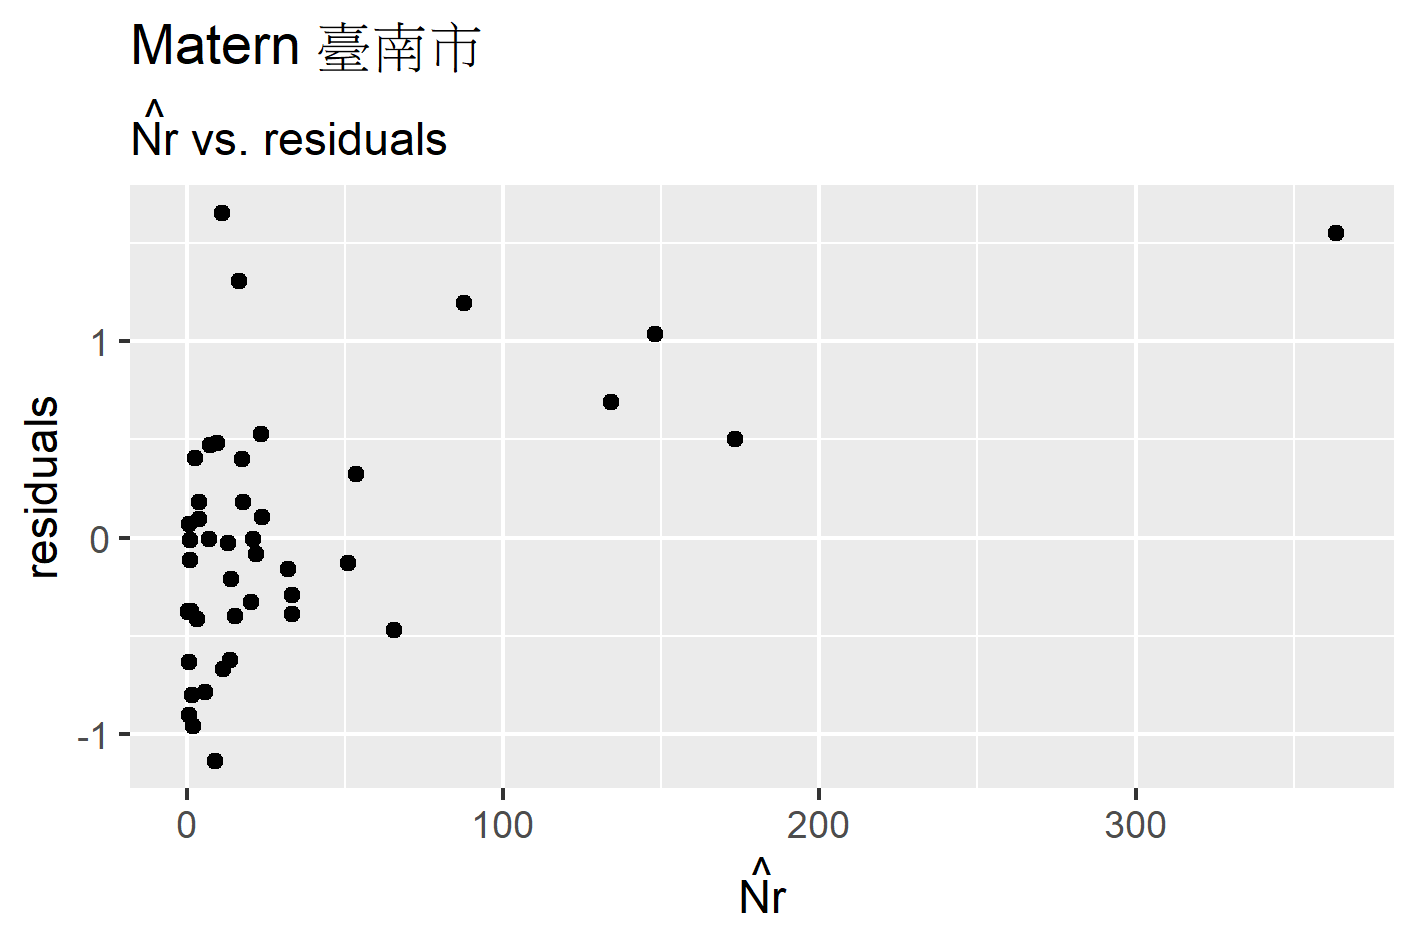 Matern 臺南市
N̂r vs. residuals
1
0
-1
residuals
0 100 200 300
N̂r